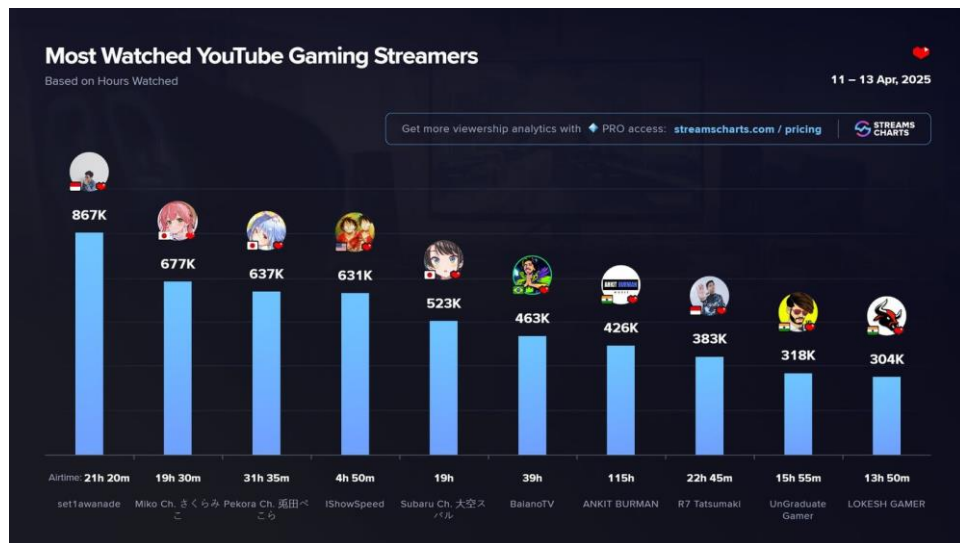 Most Watched YouTube Gaming Streamers
Based on Hours Watched
11 – 13 Apr, 2025
Get more viewership analytics with PRO access: streamscharts.com / pricing
STREAMS
CHARTS
867K
677K
637K
631K
523K
463K
ANKIT BURMAN
426K
383K
318K
304K
Airtime: 21h 20m 19h 30m 31h 35m 4h 50m 19h 39h 115h 22h 45m 15h 55m 13h 50m
set1awanade
Miko Ch. さくらみ
こ
Pekora Ch. 兎田ぺ
こら
IShowSpeed
Subaru Ch. 大空ス
バル
BaianoTV
ANKIT BURMAN
R7 Tatsumaki
UnGraduate
Gamer
LOKESH GAMER